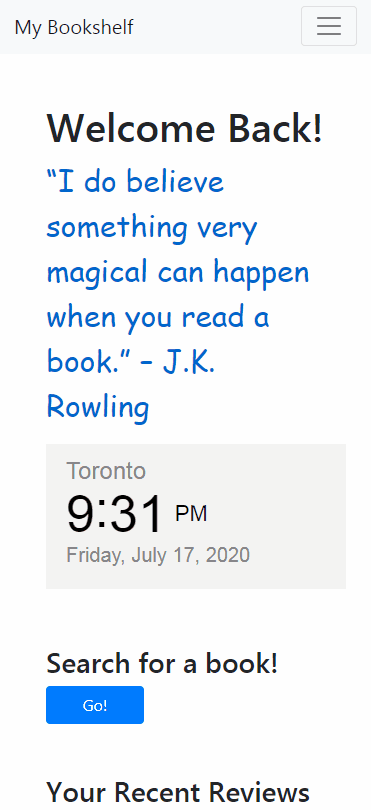 My Bookshelf
Welcome Back!
“I do believe
something very
magical can happen
when you read a
book.” – J.K.
Rowling
Toronto
9:31 PM
Friday, July 17, 2020
Search for a book!
Go!
Your Recent Reviews